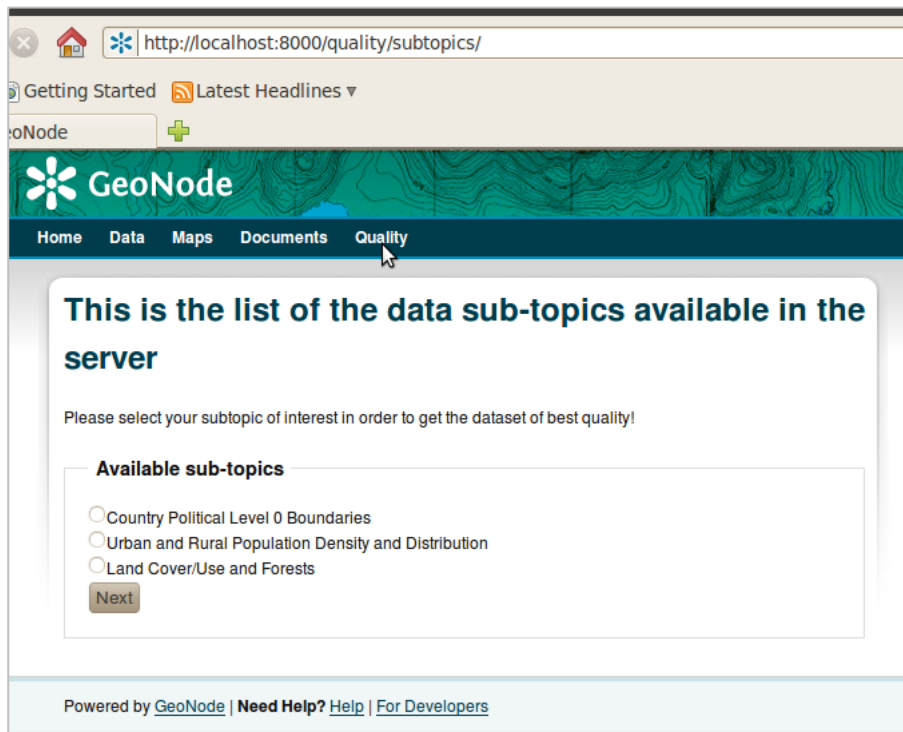 http://localhost:8000/quality/subtopics/
Getting Started Latest Headlines
eoNode
GeoNode
Home Data Maps Documents Quality
This is the list of the data sub-topics available in the
server
Please select your subtopic of interest in order to get the dataset of best quality!
Available sub-topics
Country Political Level 0 Boundaries
Urban and Rural Population Density and Distribution
Land Cover/Use and Forests
Next
Powered by GeoNode | Need Help? Help | For Developers